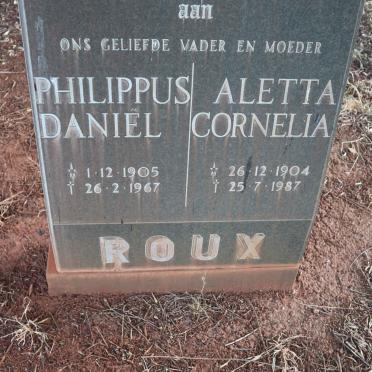 aan
ONS GELIEFDE VADER EN MOEDER
PHILIPPUS
DANIËL
* 1·12·1905
† 26·2·1967
ALETTA
CORNELIA
* 26·12·1904
† 25·7·1987
ROUX